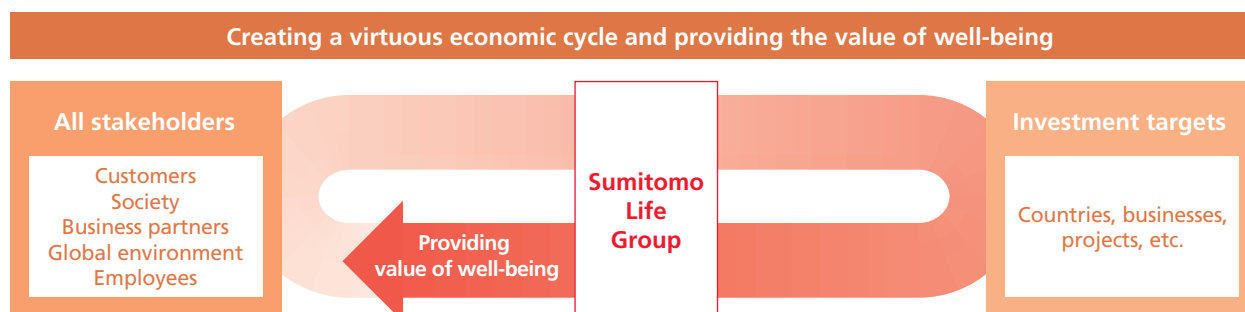 Creating a virtuous economic cycle and providing the value of well-being
All stakeholders
Customers
Society
Business partners
Global environment
Employees
Providing
value of well-being
Sumitomo
Life
Group
Investment targets
Countries, businesses,
projects, etc.